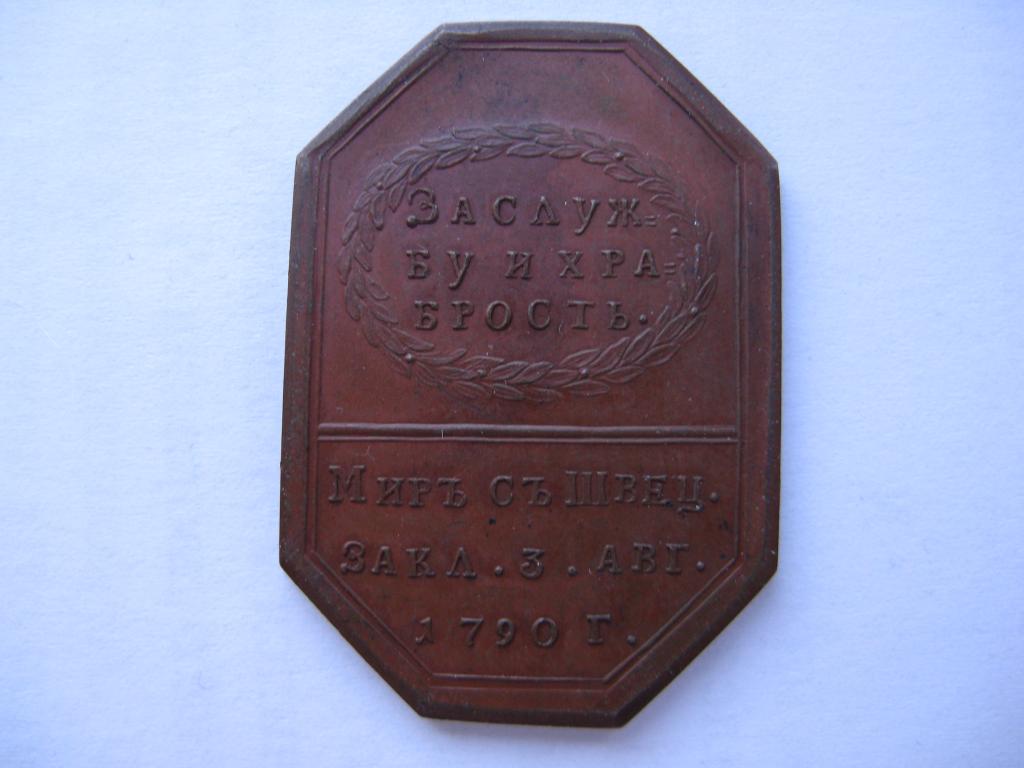 ЗАСЛУЖ=
БУ И ХРА=
БРОСТЬ.
МИРЪ СЪ ШВЕЦ.
ЗАКЛ. 3. АВГ.
1790 Г.